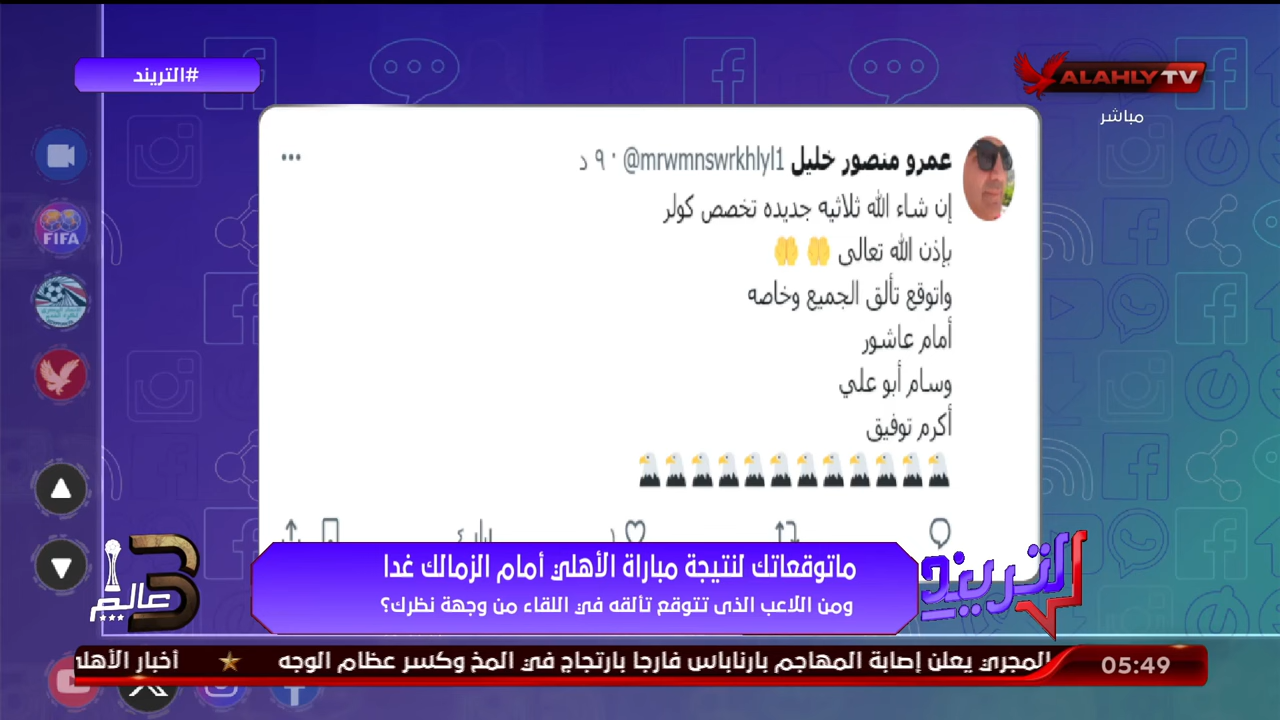 #التريند
ALAHLY TV
مباشر
عمرو منصور خليل @mrwmnswrkhlyl1 · ٩ د
إن شاء الله ثلاثيه جديده تخصص كولر
بإذن الله تعالى 🤲 🤲
واتوقع تألق الجميع وخاصه
أمام عاشور
وسام أبو علي
أكرم توفيق
🦅🦅🦅🦅🦅🦅🦅🦅🦅🦅🦅🦅
FIFA
ماتوقعاتك لنتيجة مباراة الأهلي أمام الزمالك غدا
ومن اللاعب الذى تتوقع تألقه في اللقاء من وجهة نظرك؟
التريند
3 عالم
المجري يعلن إصابة المهاجم بارناباس فارجا بارتجاج في المخ وكسر عظام الوجه
أخبار الأهلي
05:49